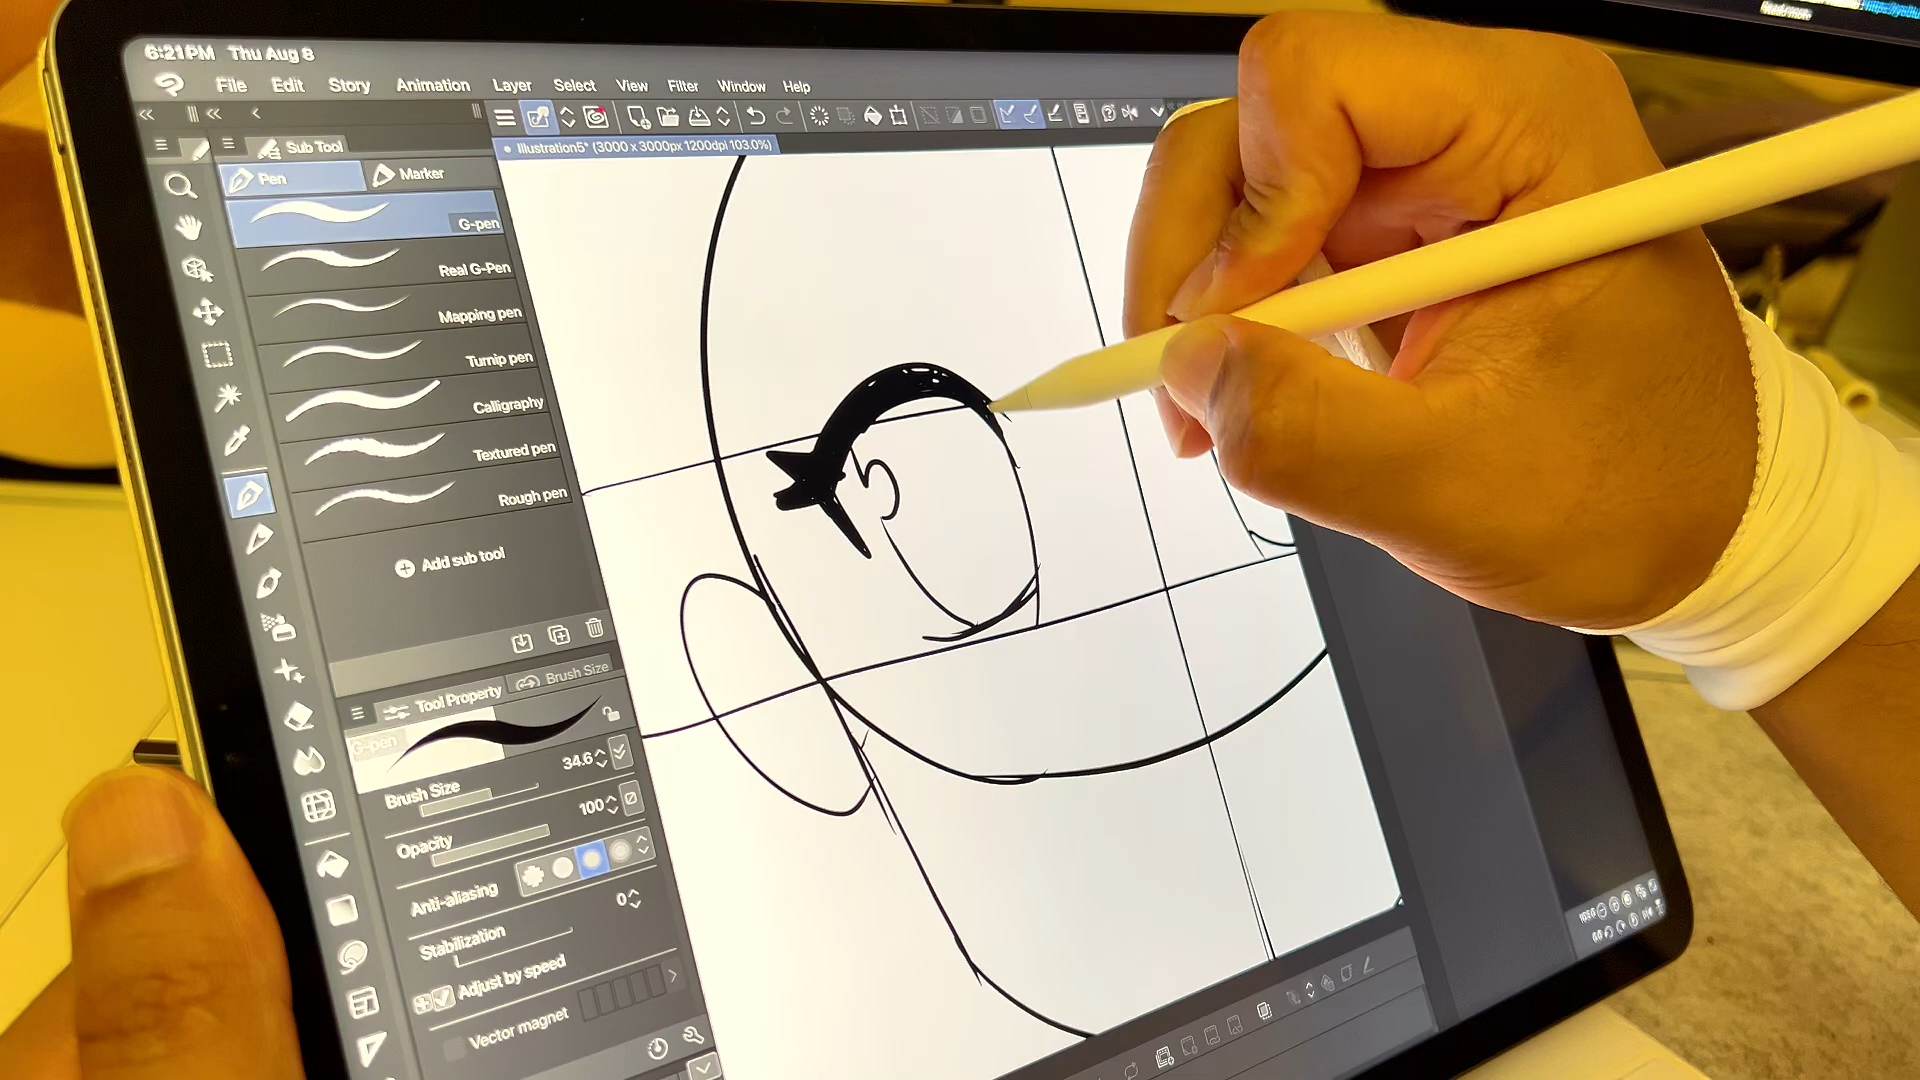 6:21PM Thu Aug 8
File Edit Story Animation Layer Select View Filter Window Help
Sub Tool
Illustration5* (3000 x 3000px 1200dpi 103.0%)
Pen
Marker
G-pen
Real G-Pen
Mapping pen
Turnip pen
Calligraphy
Textured pen
Rough pen
Add sub tool
Tool Property
Brush Size
G-pen
Brush Size 34.6
Opacity 100
Anti-aliasing
Stabilization 0
Adjust by speed
Vector magnet
Read more